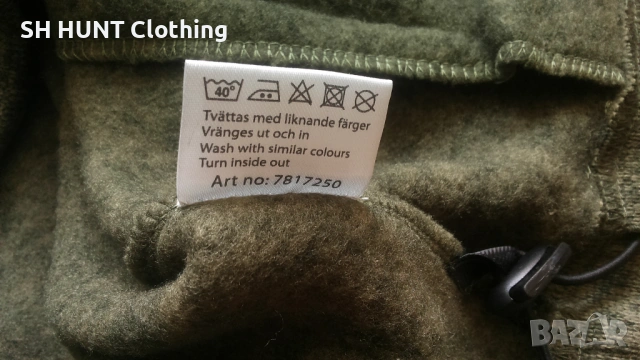 SH HUNT Clothing
40°
Tvättas med liknande färger
Vränges ut och in
Wash with similar colours
Turn inside out
Art no: 7817250
BAZAR